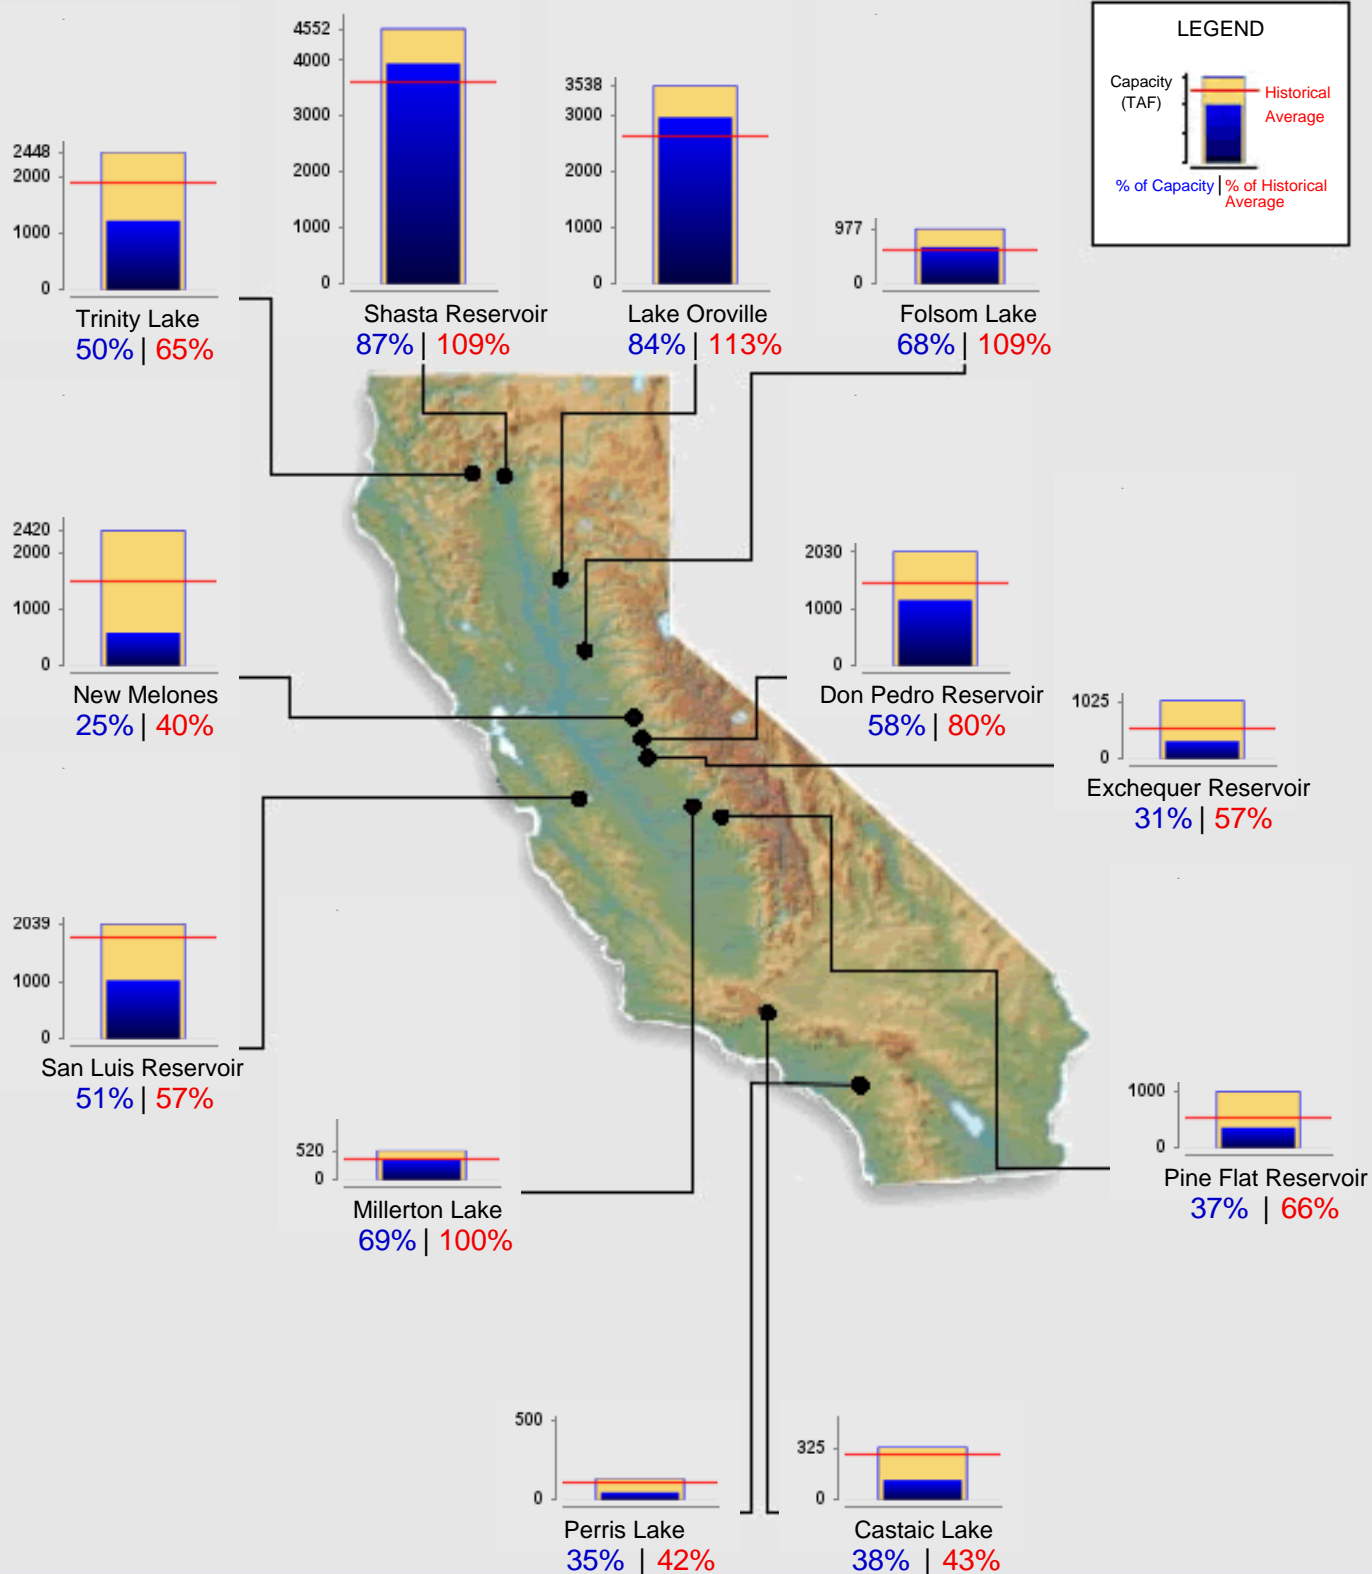 LEGEND
Capacity
(TAF)
Historical
Average
% of Capacity | % of Historical
Average
4552
4000
3000
2000
1000
0
Shasta Reservoir
87% | 109%
3538
3000
2000
1000
0
Lake Oroville
84% | 113%
2448
2000
1000
0
Trinity Lake
50% | 65%
977
0
Folsom Lake
68% | 109%
2420
2000
1000
0
New Melones
25% | 40%
2030
1000
0
Don Pedro Reservoir
58% | 80%
1025
0
Exchequer Reservoir
31% | 57%
2039
1000
0
San Luis Reservoir
51% | 57%
520
0
Millerton Lake
69% | 100%
1000
0
Pine Flat Reservoir
37% | 66%
500
0
Perris Lake
35% | 42%
325
0
Castaic Lake
38% | 43%